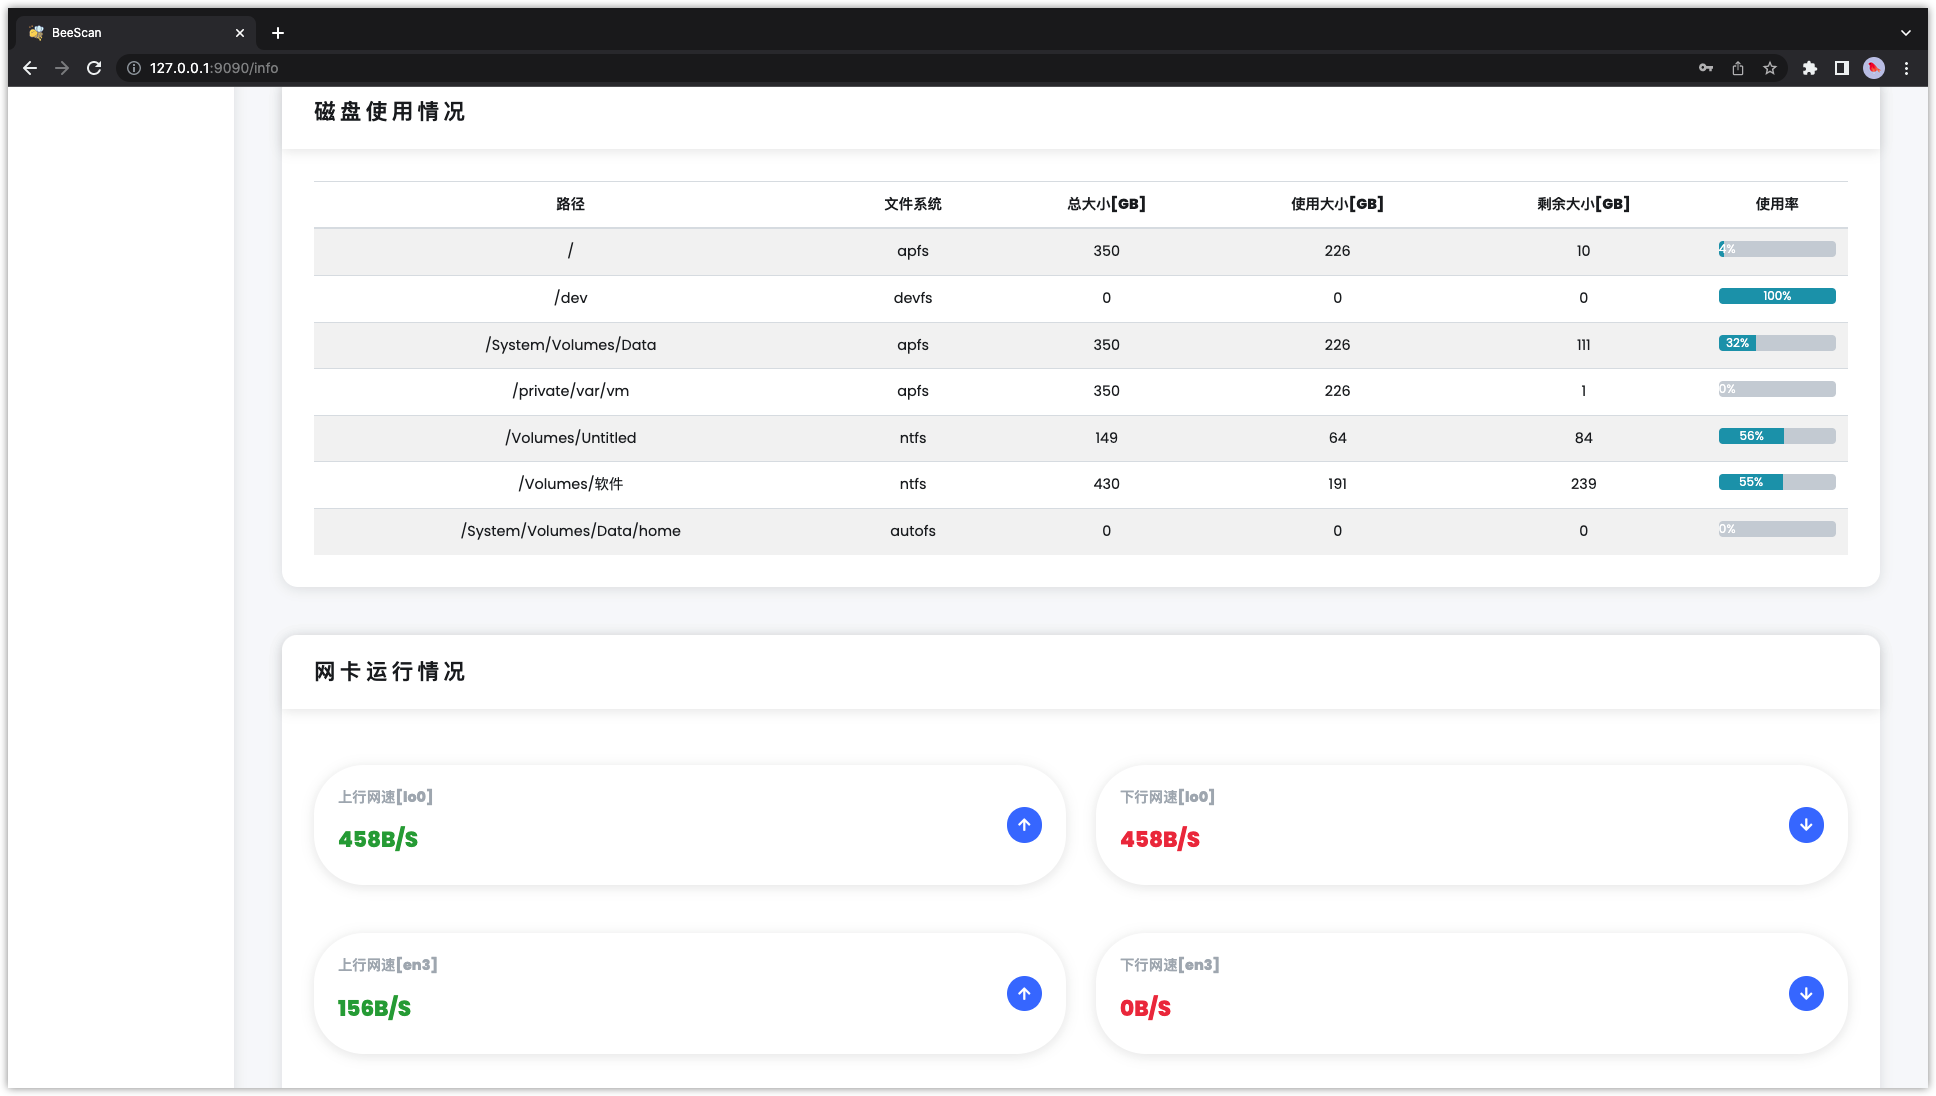 BeeScan
127.0.0.1:9090/info
磁盘使用情况
路径 文件系统 总大小[GB] 使用大小[GB] 剩余大小[GB] 使用率
/ apfs 350 226 10 4%
/dev devfs 0 0 0 100%
/System/Volumes/Data apfs 350 226 111 32%
/private/var/vm apfs 350 226 1 0%
/Volumes/Untitled ntfs 149 64 84 56%
/Volumes/软件 ntfs 430 191 239 55%
/System/Volumes/Data/home autofs 0 0 0 0%
网卡运行情况
上行网速[lo0] 下行网速[lo0]
458B/S 458B/S
上行网速[en3] 下行网速[en3]
156B/S 0B/S